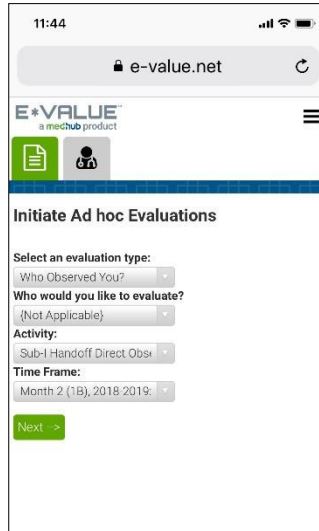 11:44
e-value.net
E*VALUE™
a medhub product
Initiate Ad hoc Evaluations
Select an evaluation type:
Who Observed You?
Who would you like to evaluate?
{Not Applicable}
Activity:
Sub-I Handoff Direct Obse
Time Frame:
Month 2 (1B), 2018-2019:
Next -->